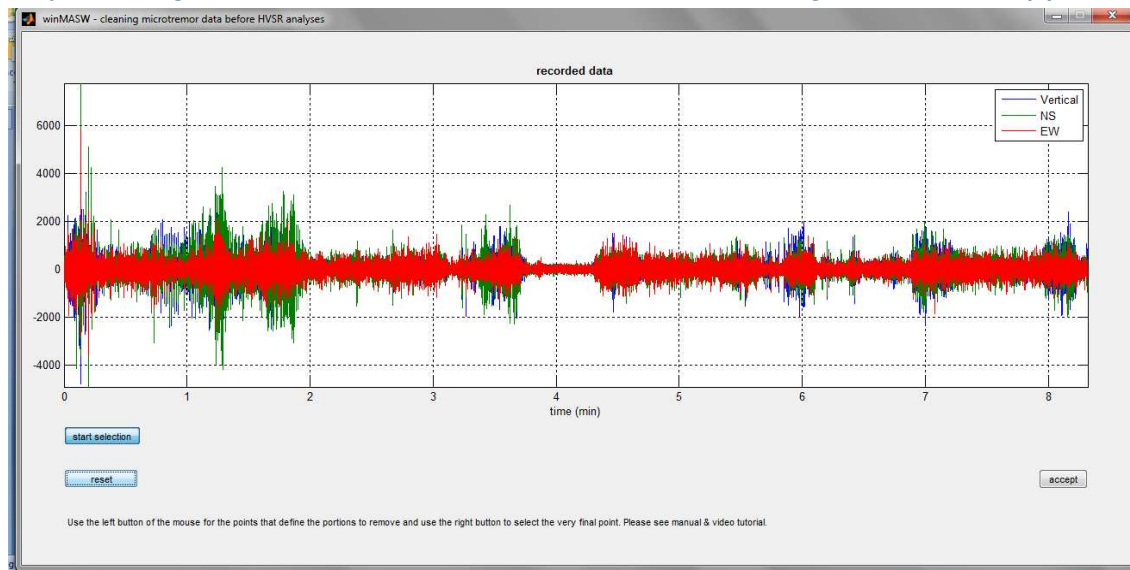 winMASW - cleaning microtremor data before HVSR analyses
recorded data
Vertical
NS
EW
6000
4000
2000
0
-2000
-4000
0 1 2 3 4 5 6 7 8
time (min)
start selection
reset
accept
Use the left button of the mouse for the points that define the portions to remove and use the right button to select the very final point. Please see manual & video tutorial.